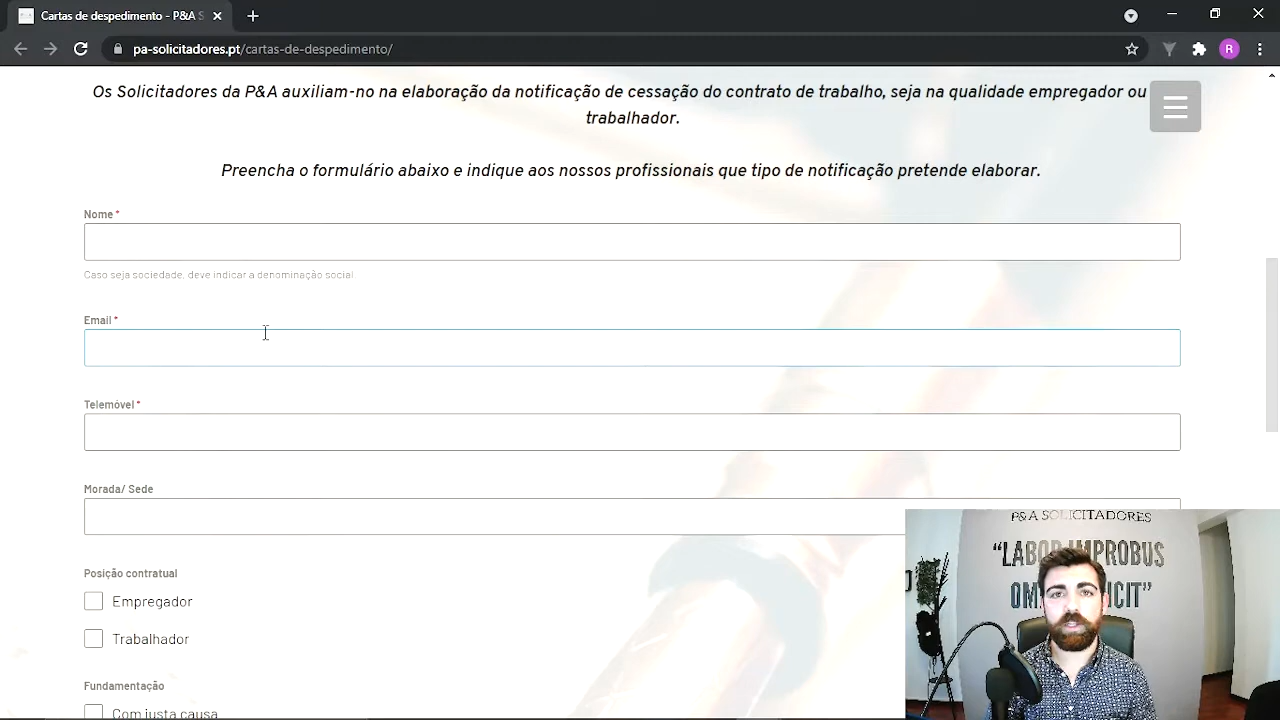 Cartas de despedimento - P&A S
pa-solicitadores.pt/cartas-de-despedimento/
R
Os Solicitadores da P&A auxiliam-no na elaboração da notificação de cessação do contrato de trabalho, seja na qualidade empregador ou
trabalhador.
Preencha o formulário abaixo e indique aos nossos profissionais que tipo de notificação pretende elaborar.
Nome *
Caso seja sociedade, deve indicar a denominação social
Email *
Telemóvel *
Morada/ Sede
Posição contratual
Empregador
Trabalhador
Fundamentação
Com justa causa
P&A SOLICITADORES
"LABOR IMPROBUS